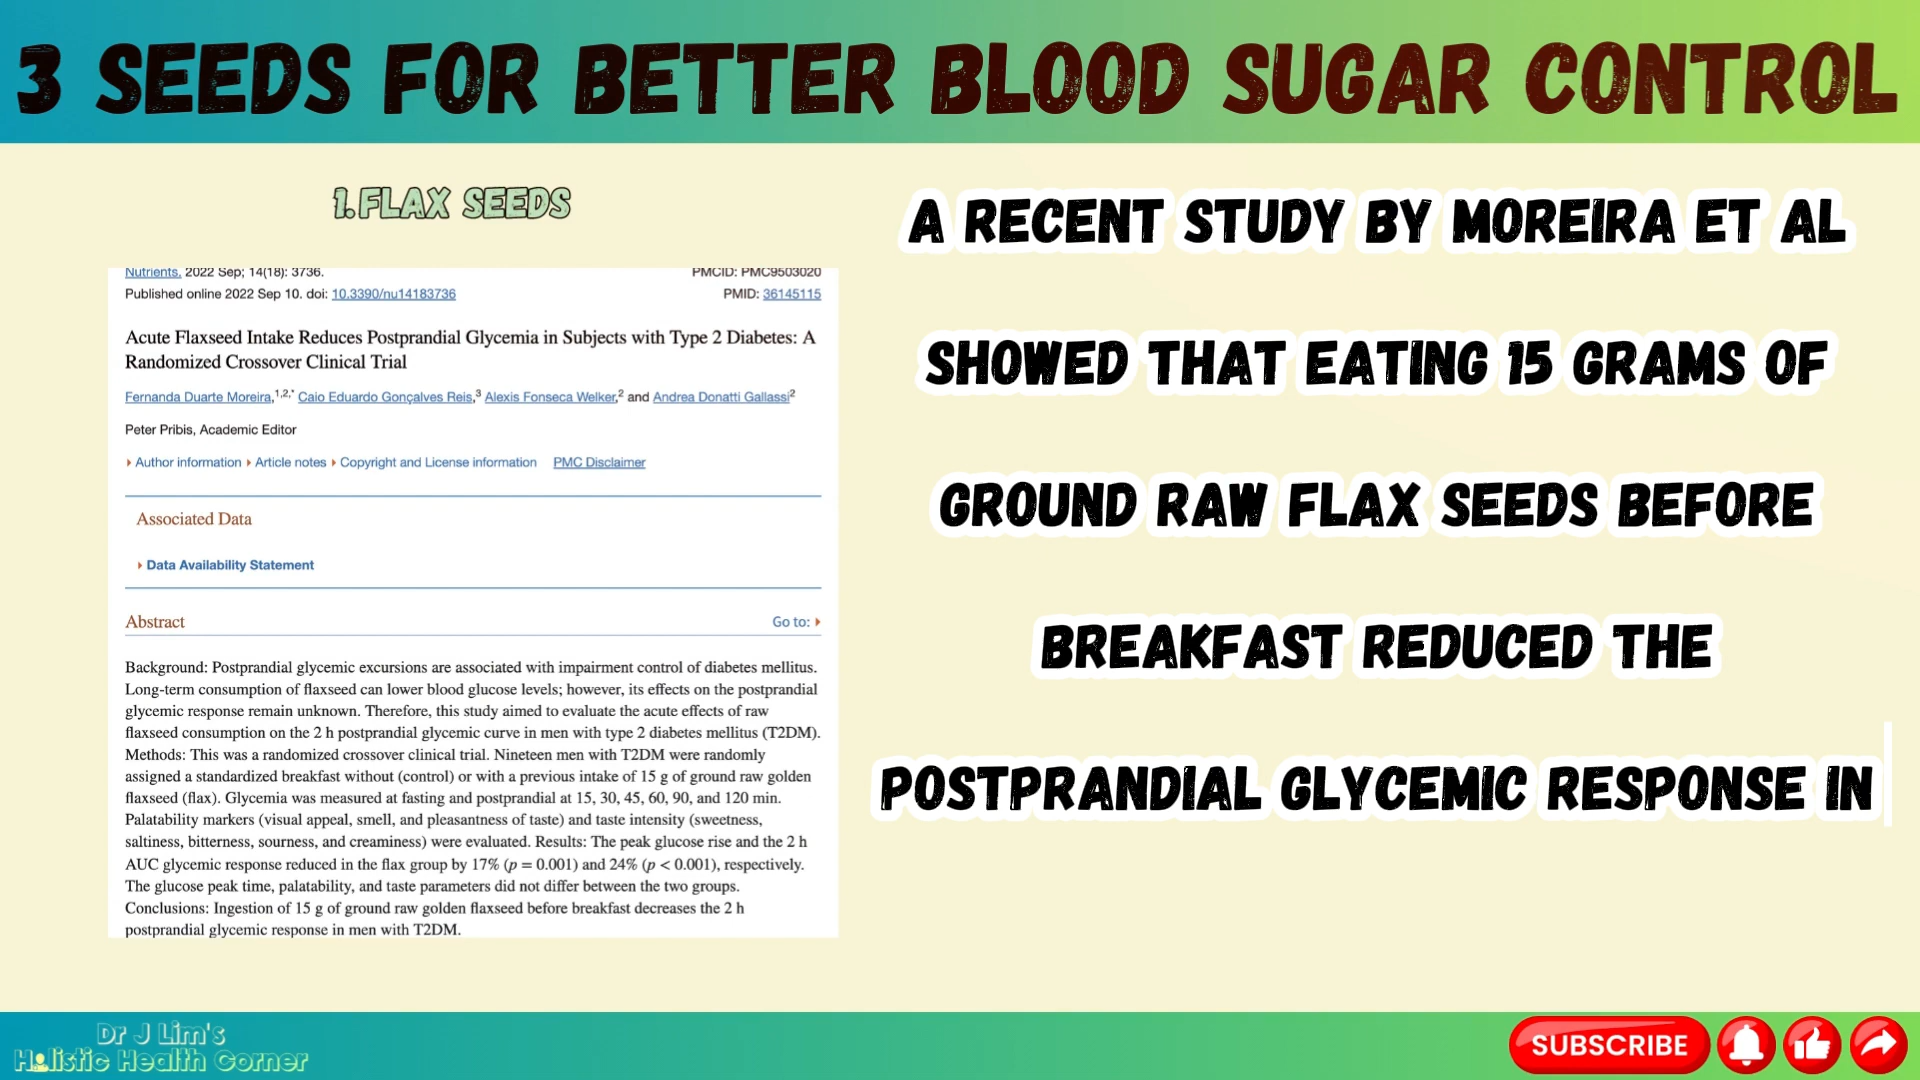 3 SEEDS FOR BETTER BLOOD SUGAR CONTROL
1. FLAX SEEDS
Nutrients. 2022 Sep; 14(18): 3736.
PMCID: PMC9503020
Published online 2022 Sep 10. doi: 10.3390/nu14183736
PMID: 36145115
Acute Flaxseed Intake Reduces Postprandial Glycemia in Subjects with Type 2 Diabetes: A
Randomized Crossover Clinical Trial
Fernanda Duarte Moreira,1,2,* Caio Eduardo Gonçalves Reis,3 Alexis Fonseca Welker,2 and Andrea Donatti Gallassi2
Peter Pribis, Academic Editor
Author information Article notes Copyright and License information PMC Disclaimer
Associated Data
Data Availability Statement
Abstract
Go to:
Background: Postprandial glycemic excursions are associated with impairment control of diabetes mellitus.
Long-term consumption of flaxseed can lower blood glucose levels; however, its effects on the postprandial
glycemic response remain unknown. Therefore, this study aimed to evaluate the acute effects of raw
flaxseed consumption on the 2 h postprandial glycemic curve in men with type 2 diabetes mellitus (T2DM).
Methods: This was a randomized crossover clinical trial. Nineteen men with T2DM were randomly
assigned a standardized breakfast without (control) or with a previous intake of 15 g of ground raw golden
flaxseed (flax). Glycemia was measured at fasting and postprandial at 15, 30, 45, 60, 90, and 120 min.
Palatability markers (visual appeal, smell, and pleasantness of taste) and taste intensity (sweetness,
saltiness, bitterness, sourness, and creaminess) were evaluated. Results: The peak glucose rise and the 2 h
AUC glycemic response reduced in the flax group by 17% (p = 0.001) and 24% (p < 0.001), respectively.
The glucose peak time, palatability, and taste parameters did not differ between the two groups.
Conclusions: Ingestion of 15 g of ground raw golden flaxseed before breakfast decreases the 2 h
postprandial glycemic response in men with T2DM.
A RECENT STUDY BY MOREIRA ET AL
SHOWED THAT EATING 15 GRAMS OF
GROUND RAW FLAX SEEDS BEFORE
BREAKFAST REDUCED THE
POSTPRANDIAL GLYCEMIC RESPONSE IN
Dr J Lim's
Holistic Health Corner
SUBSCRIBE